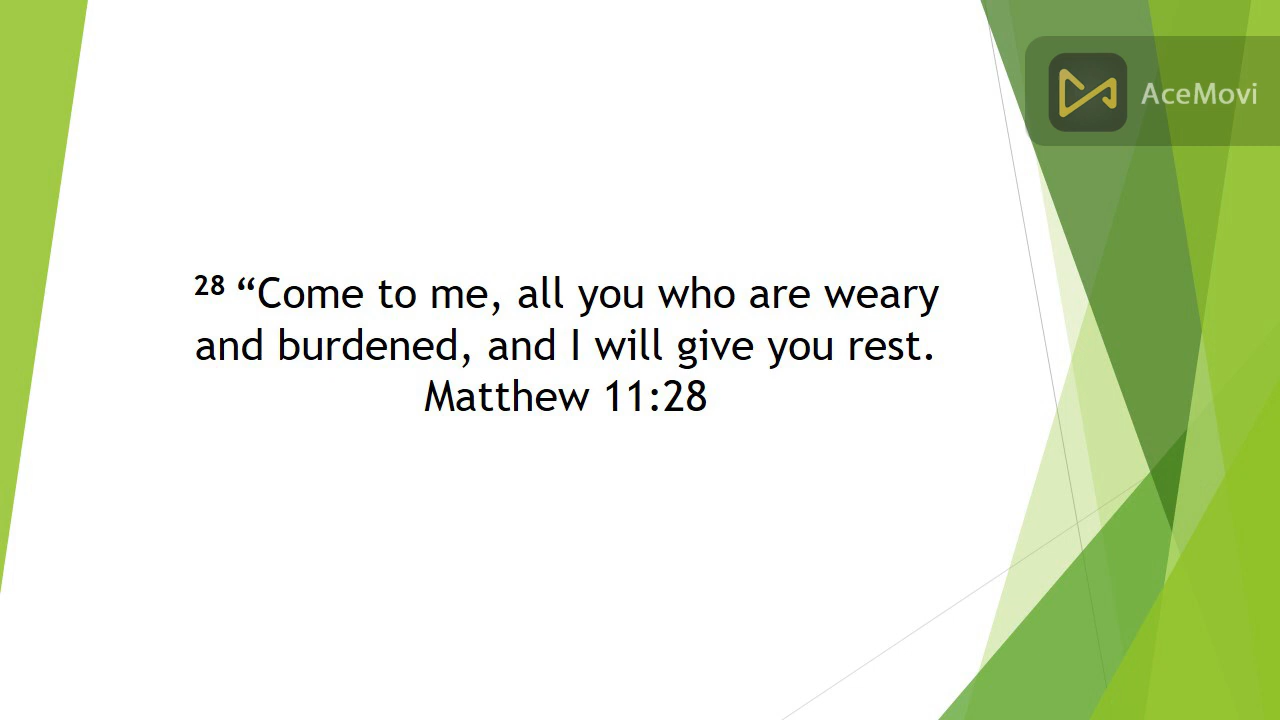 AceMovi
28 “Come to me, all you who are weary
and burdened, and I will give you rest.
Matthew 11:28